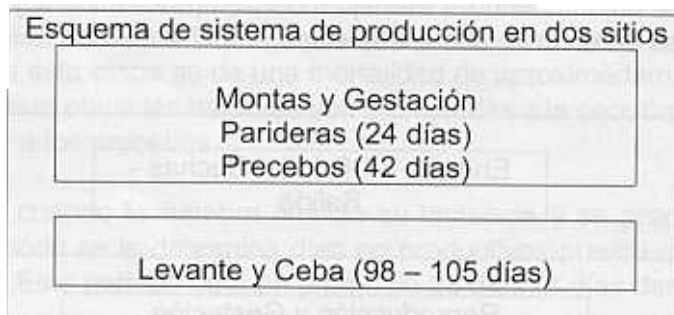 Esquema de sistema de producción en dos sitios
Montas y Gestación
Parideras (24 días)
Precebos (42 días)
Levante y Ceba (98 – 105 días)